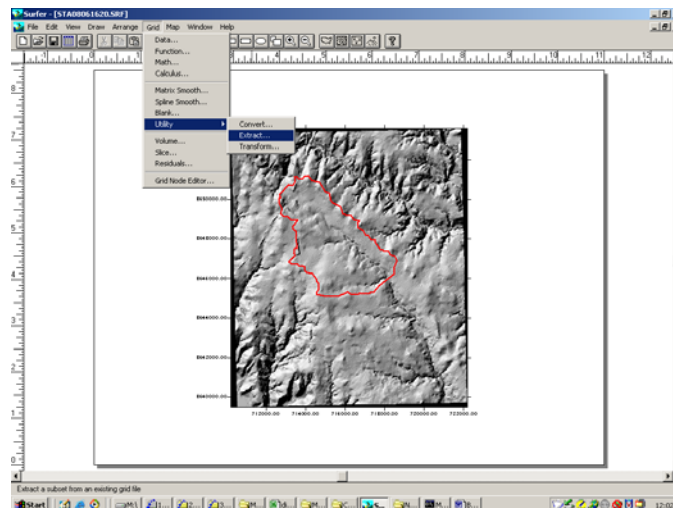 Surfer - [STA08061620.SRF]
File Edit View Draw Arrange Grid Map Window Help
Data...
Function...
Math...
Calculus...
Matrix Smooth...
Spline Smooth...
Blank...
Utility
Convert...
Extract...
Transform...
Volume...
Slice...
Residuals...
Grid Node Editor...
712000.00 714000.00 716000.00 718000.00 720000.00 722000.00
Extract a subset from an existing grid file
Start